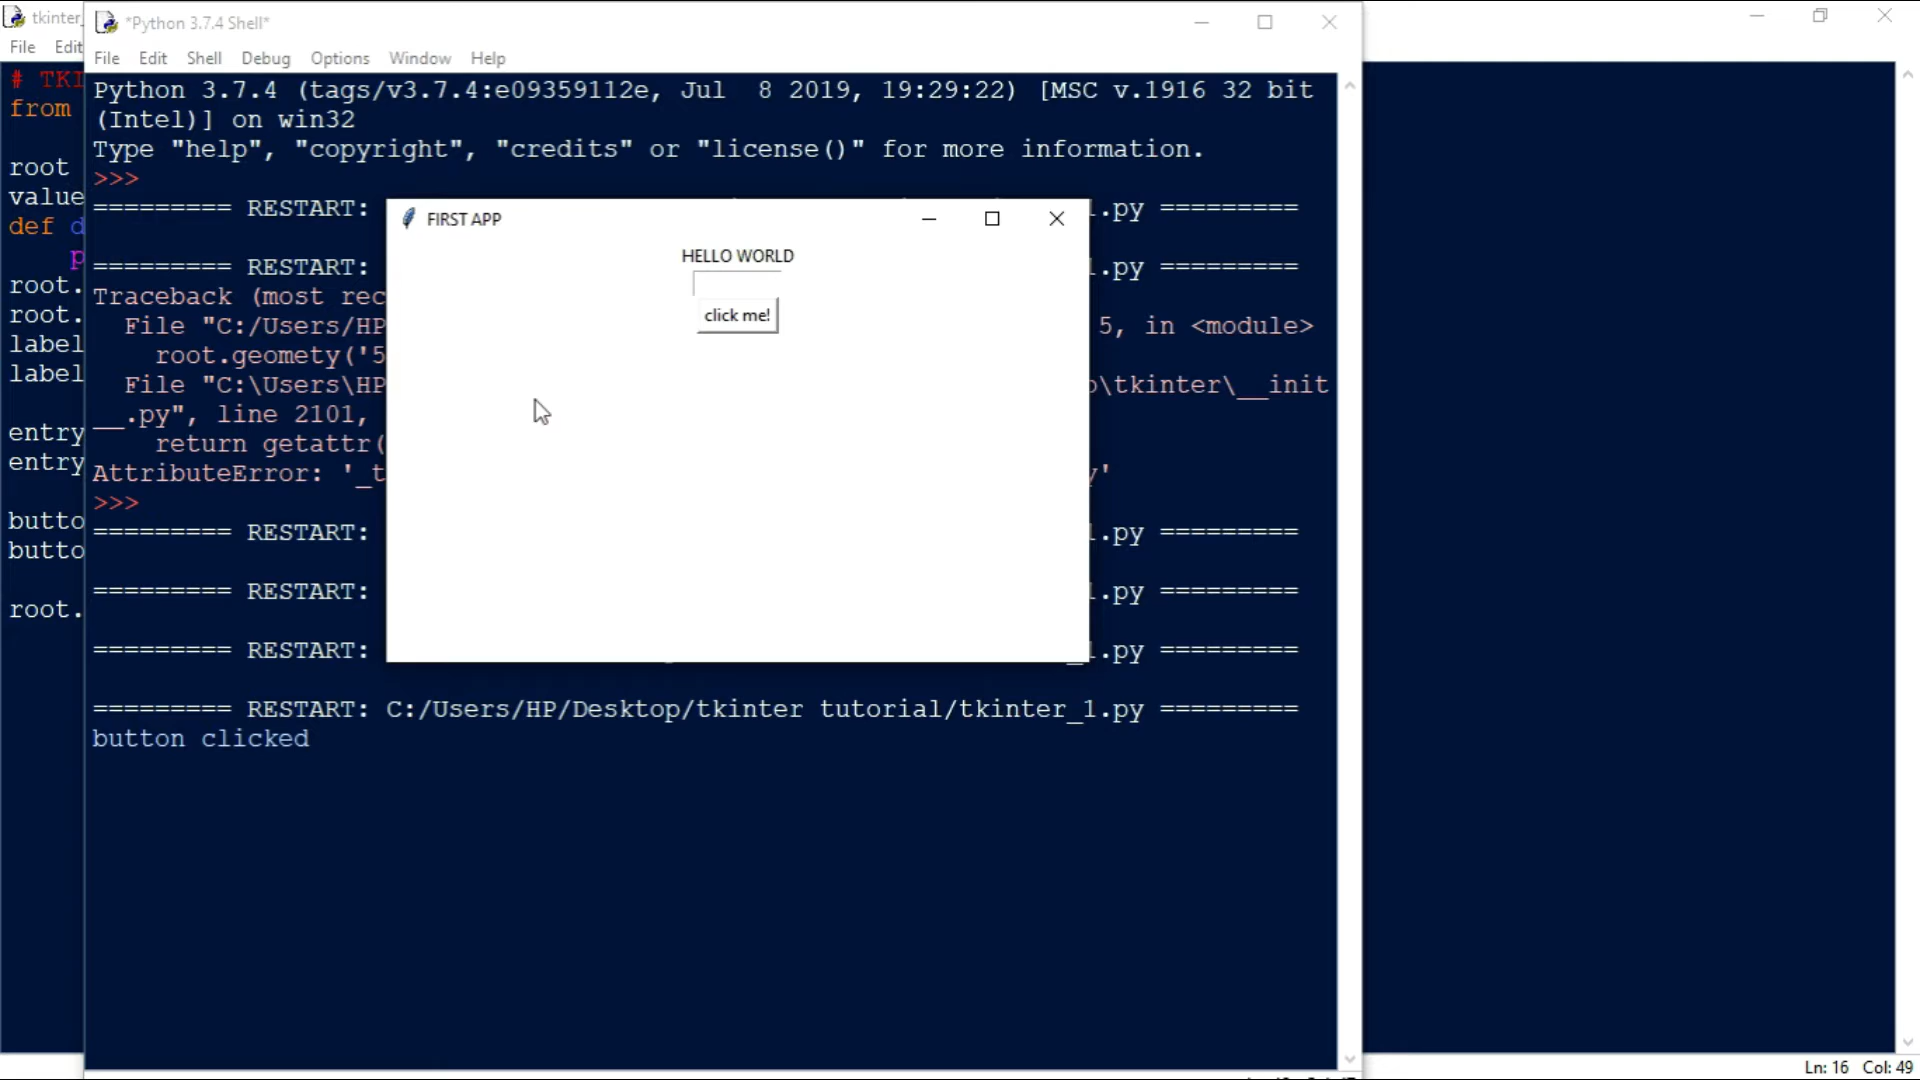 tkinter_
File Edit
# TKI
from
root
value
def d
p
root.
root.
label
label
entry
entry
butto
butto
root.
*Python 3.7.4 Shell*
File Edit Shell Debug Options Window Help
Python 3.7.4 (tags/v3.7.4:e09359112e, Jul  8 2019, 19:29:22) [MSC v.1916 32 bit
(Intel)] on win32
Type "help", "copyright", "credits" or "license()" for more information.
>>>
========= RESTART: 1.py =========
========= RESTART: 1.py =========
Traceback (most rec
File "C:/Users/HP 5, in <module>
root.geomety('5
File "C:\Users\HP \tkinter\__init
__.py", line 2101,
return getattr(
AttributeError: '_t y'
>>>
========= RESTART: 1.py =========
========= RESTART: 1.py =========
========= RESTART: _1.py =========
========= RESTART: C:/Users/HP/Desktop/tkinter tutorial/tkinter_1.py =========
button clicked
FIRST APP
HELLO WORLD
click me!
Ln: 16 Col: 49